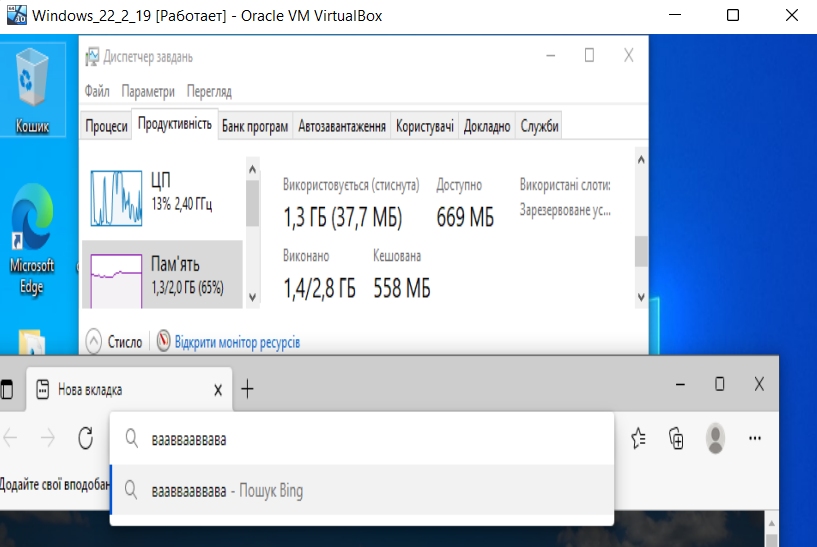 Windows_22_2_19 [Работает] - Oracle VM VirtualBox
Кошик
Microsoft
Edge
Диспетчер завдань
Файл Параметри Перегляд
Процеси Продуктивність Банк програм Автозавантаження Користувачі Докладно Служби
ЦП
13% 2,40 ГГц
Пам'ять
1,3/2,0 ГБ (65%)
Використовується (стиснута) Доступно Використані слоти:
1,3 ГБ (37,7 МБ) 669 МБ Зарезервоване ус...
Виконано Кешована
1,4/2,8 ГБ 558 МБ
Стисло Відкрити монітор ресурсів
Нова вкладка
ваавввааввава
ваавввааввава - Пошук Bing
Додайте свої вподобан